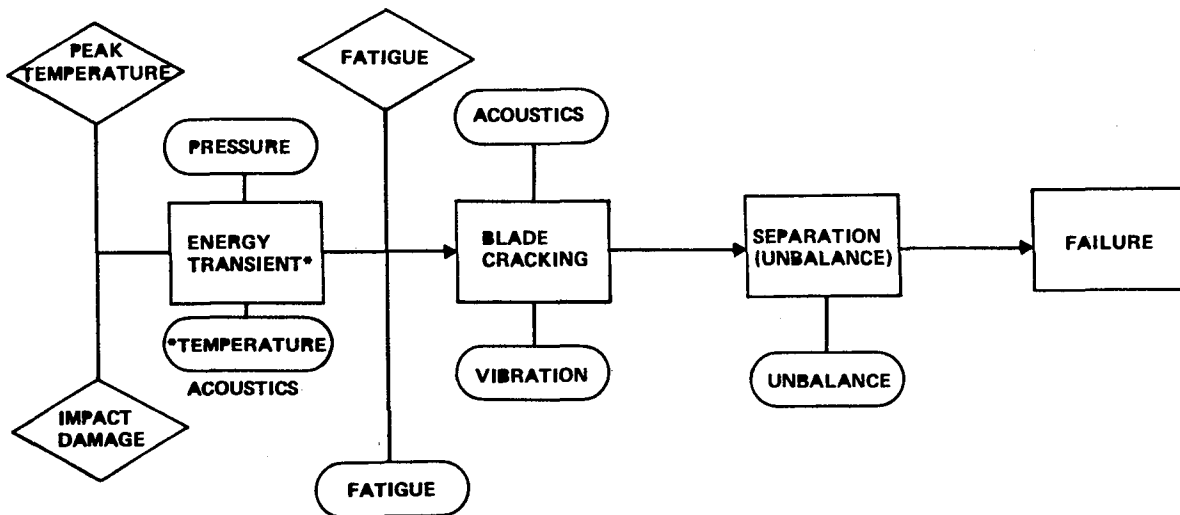 PEAK
TEMPERATURE
FATIGUE
PRESSURE
ACOUSTICS
ENERGY
TRANSIENT*
BLADE
CRACKING
SEPARATION
(UNBALANCE)
FAILURE
*TEMPERATURE
ACOUSTICS
VIBRATION
UNBALANCE
IMPACT
DAMAGE
FATIGUE